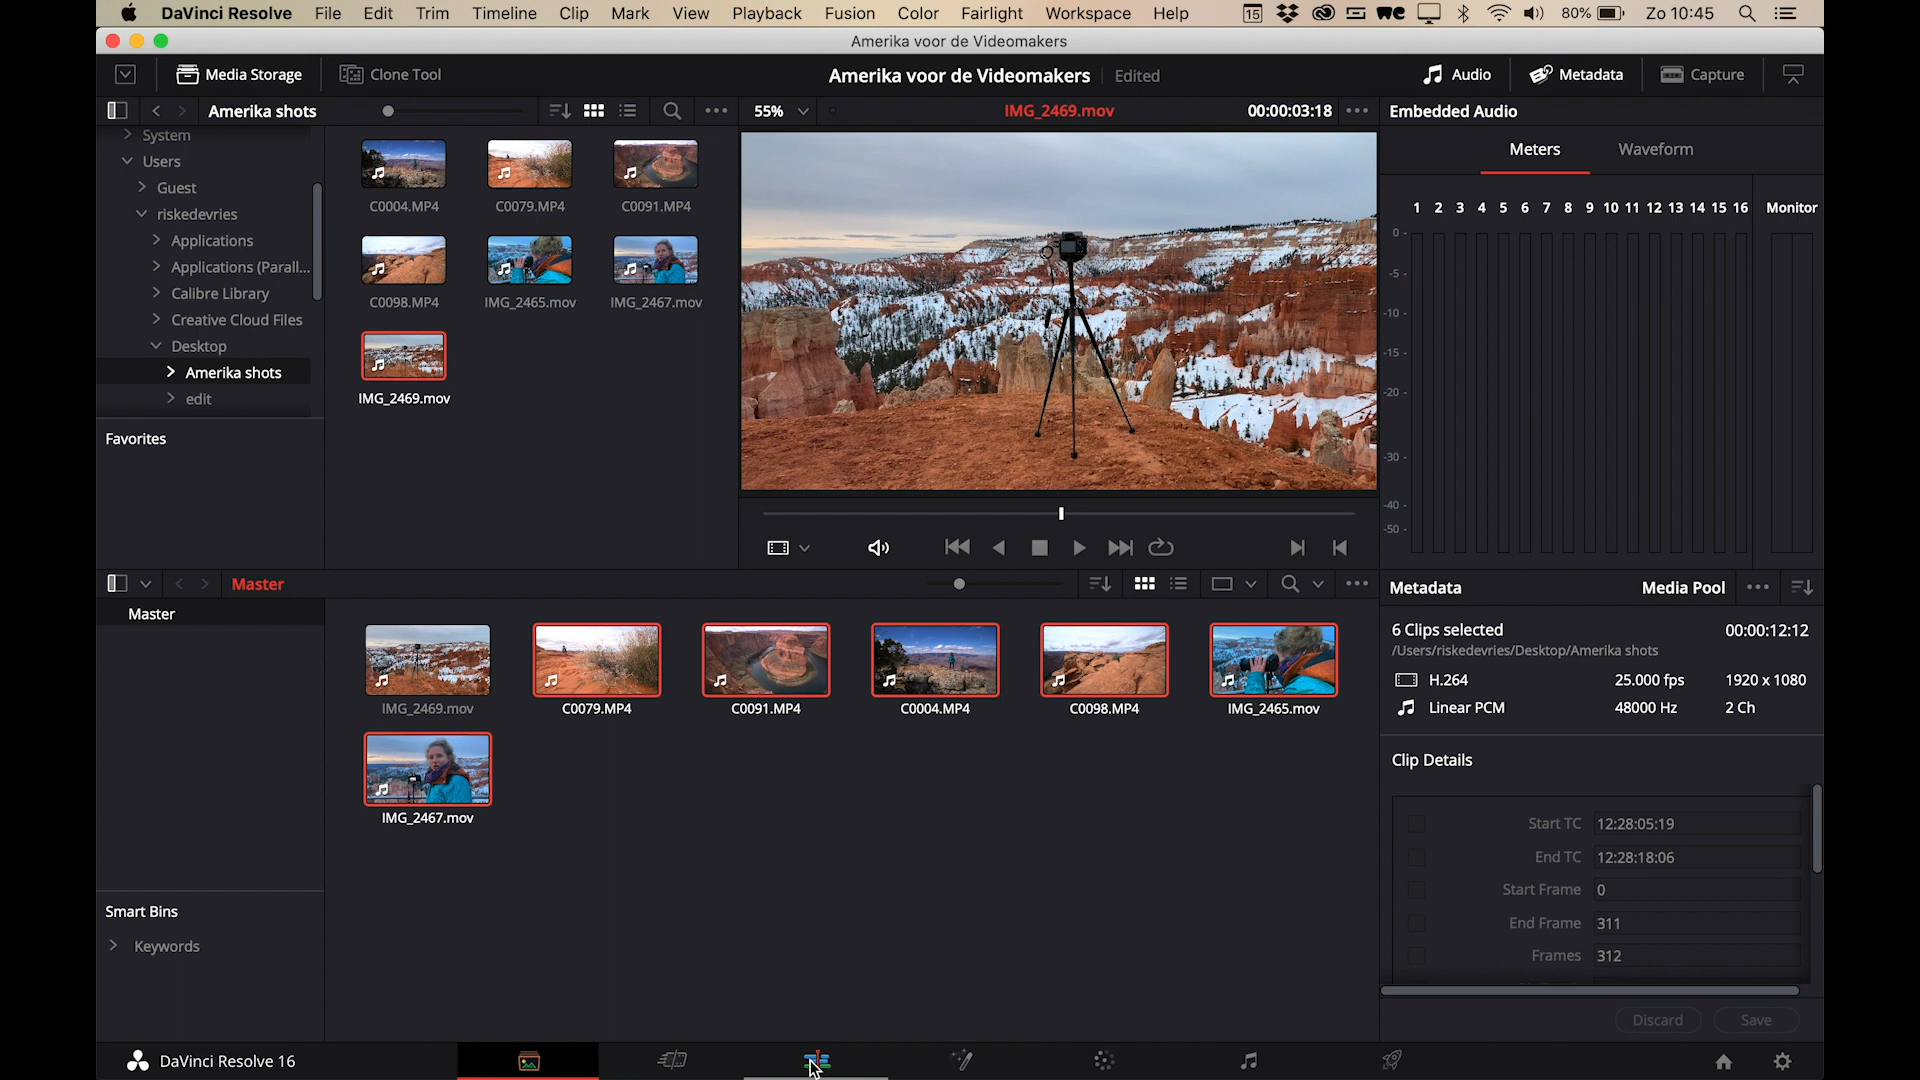 DaVinci Resolve File Edit Trim Timeline Clip Mark View Playback Fusion Color Fairlight Workspace Help 15 80% Zo 10:45
Amerika voor de Videomakers
Media Storage Clone Tool Amerika voor de Videomakers Edited Audio Metadata Capture
Amerika shots 55% IMG_2469.mov 00:00:03:18 Embedded Audio
System
Users
Guest
riskedevries
Applications
Applications (Parall...
Calibre Library
Creative Cloud Files
Desktop
Amerika shots
edit
Favorites
C0004.MP4 C0079.MP4 C0091.MP4
C0098.MP4 IMG_2465.mov IMG_2467.mov
IMG_2469.mov
Meters Waveform
1 2 3 4 5 6 7 8 9 10 11 12 13 14 15 16 Monitor
0 -
-5 -
-10 -
-15 -
-20 -
-30 -
-40 -
-50 -
Master
Master
IMG_2469.mov C0079.MP4 C0091.MP4 C0004.MP4 C0098.MP4 IMG_2465.mov
IMG_2467.mov
Smart Bins
Keywords
Metadata Media Pool
6 Clips selected 00:00:12:12
/Users/riskedevries/Desktop/Amerika shots
H.264 25.000 fps 1920 x 1080
Linear PCM 48000 Hz 2 Ch
Clip Details
Start TC 12:28:05:19
End TC 12:28:18:06
Start Frame 0
End Frame 311
Frames 312
Discard Save
DaVinci Resolve 16